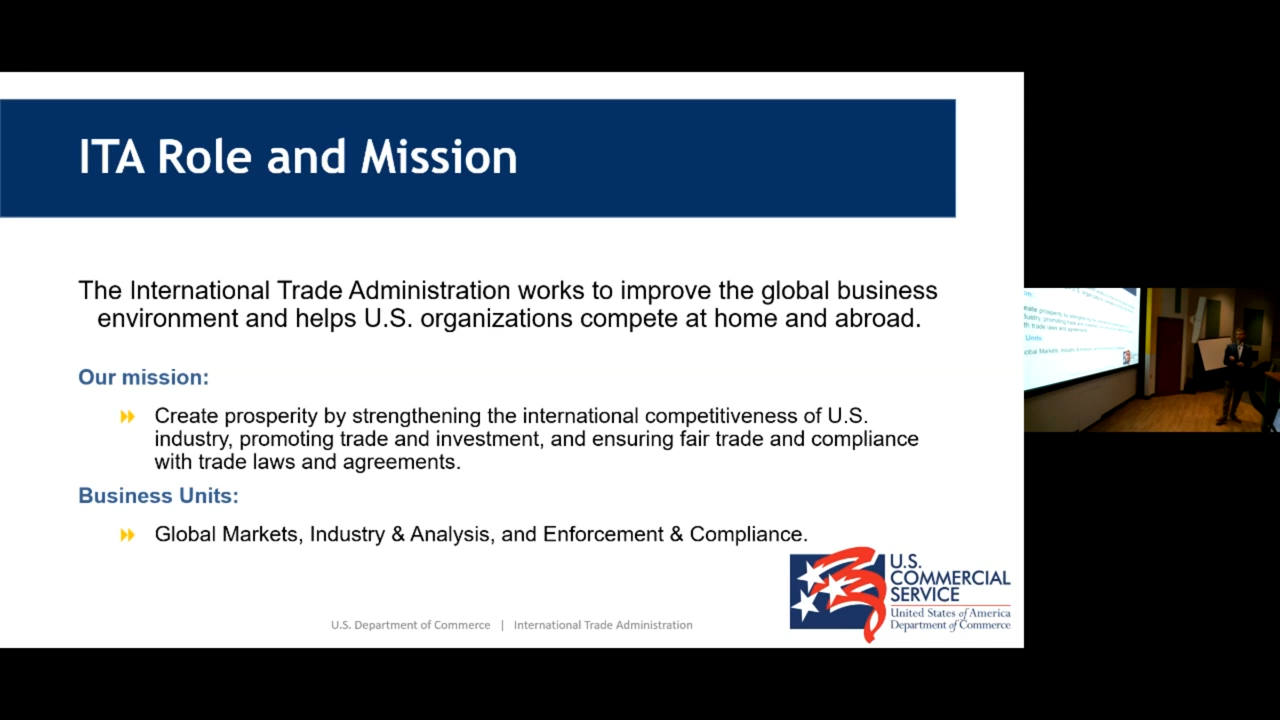 ITA Role and Mission
The International Trade Administration works to improve the global business
environment and helps U.S. organizations compete at home and abroad.
Our mission:
Create prosperity by strengthening the international competitiveness of U.S.
industry, promoting trade and investment, and ensuring fair trade and compliance
with trade laws and agreements.
Business Units:
Global Markets, Industry & Analysis, and Enforcement & Compliance.
U.S.
COMMERCIAL
SERVICE
United States of America
Department of Commerce
U.S. Department of Commerce | International Trade Administration